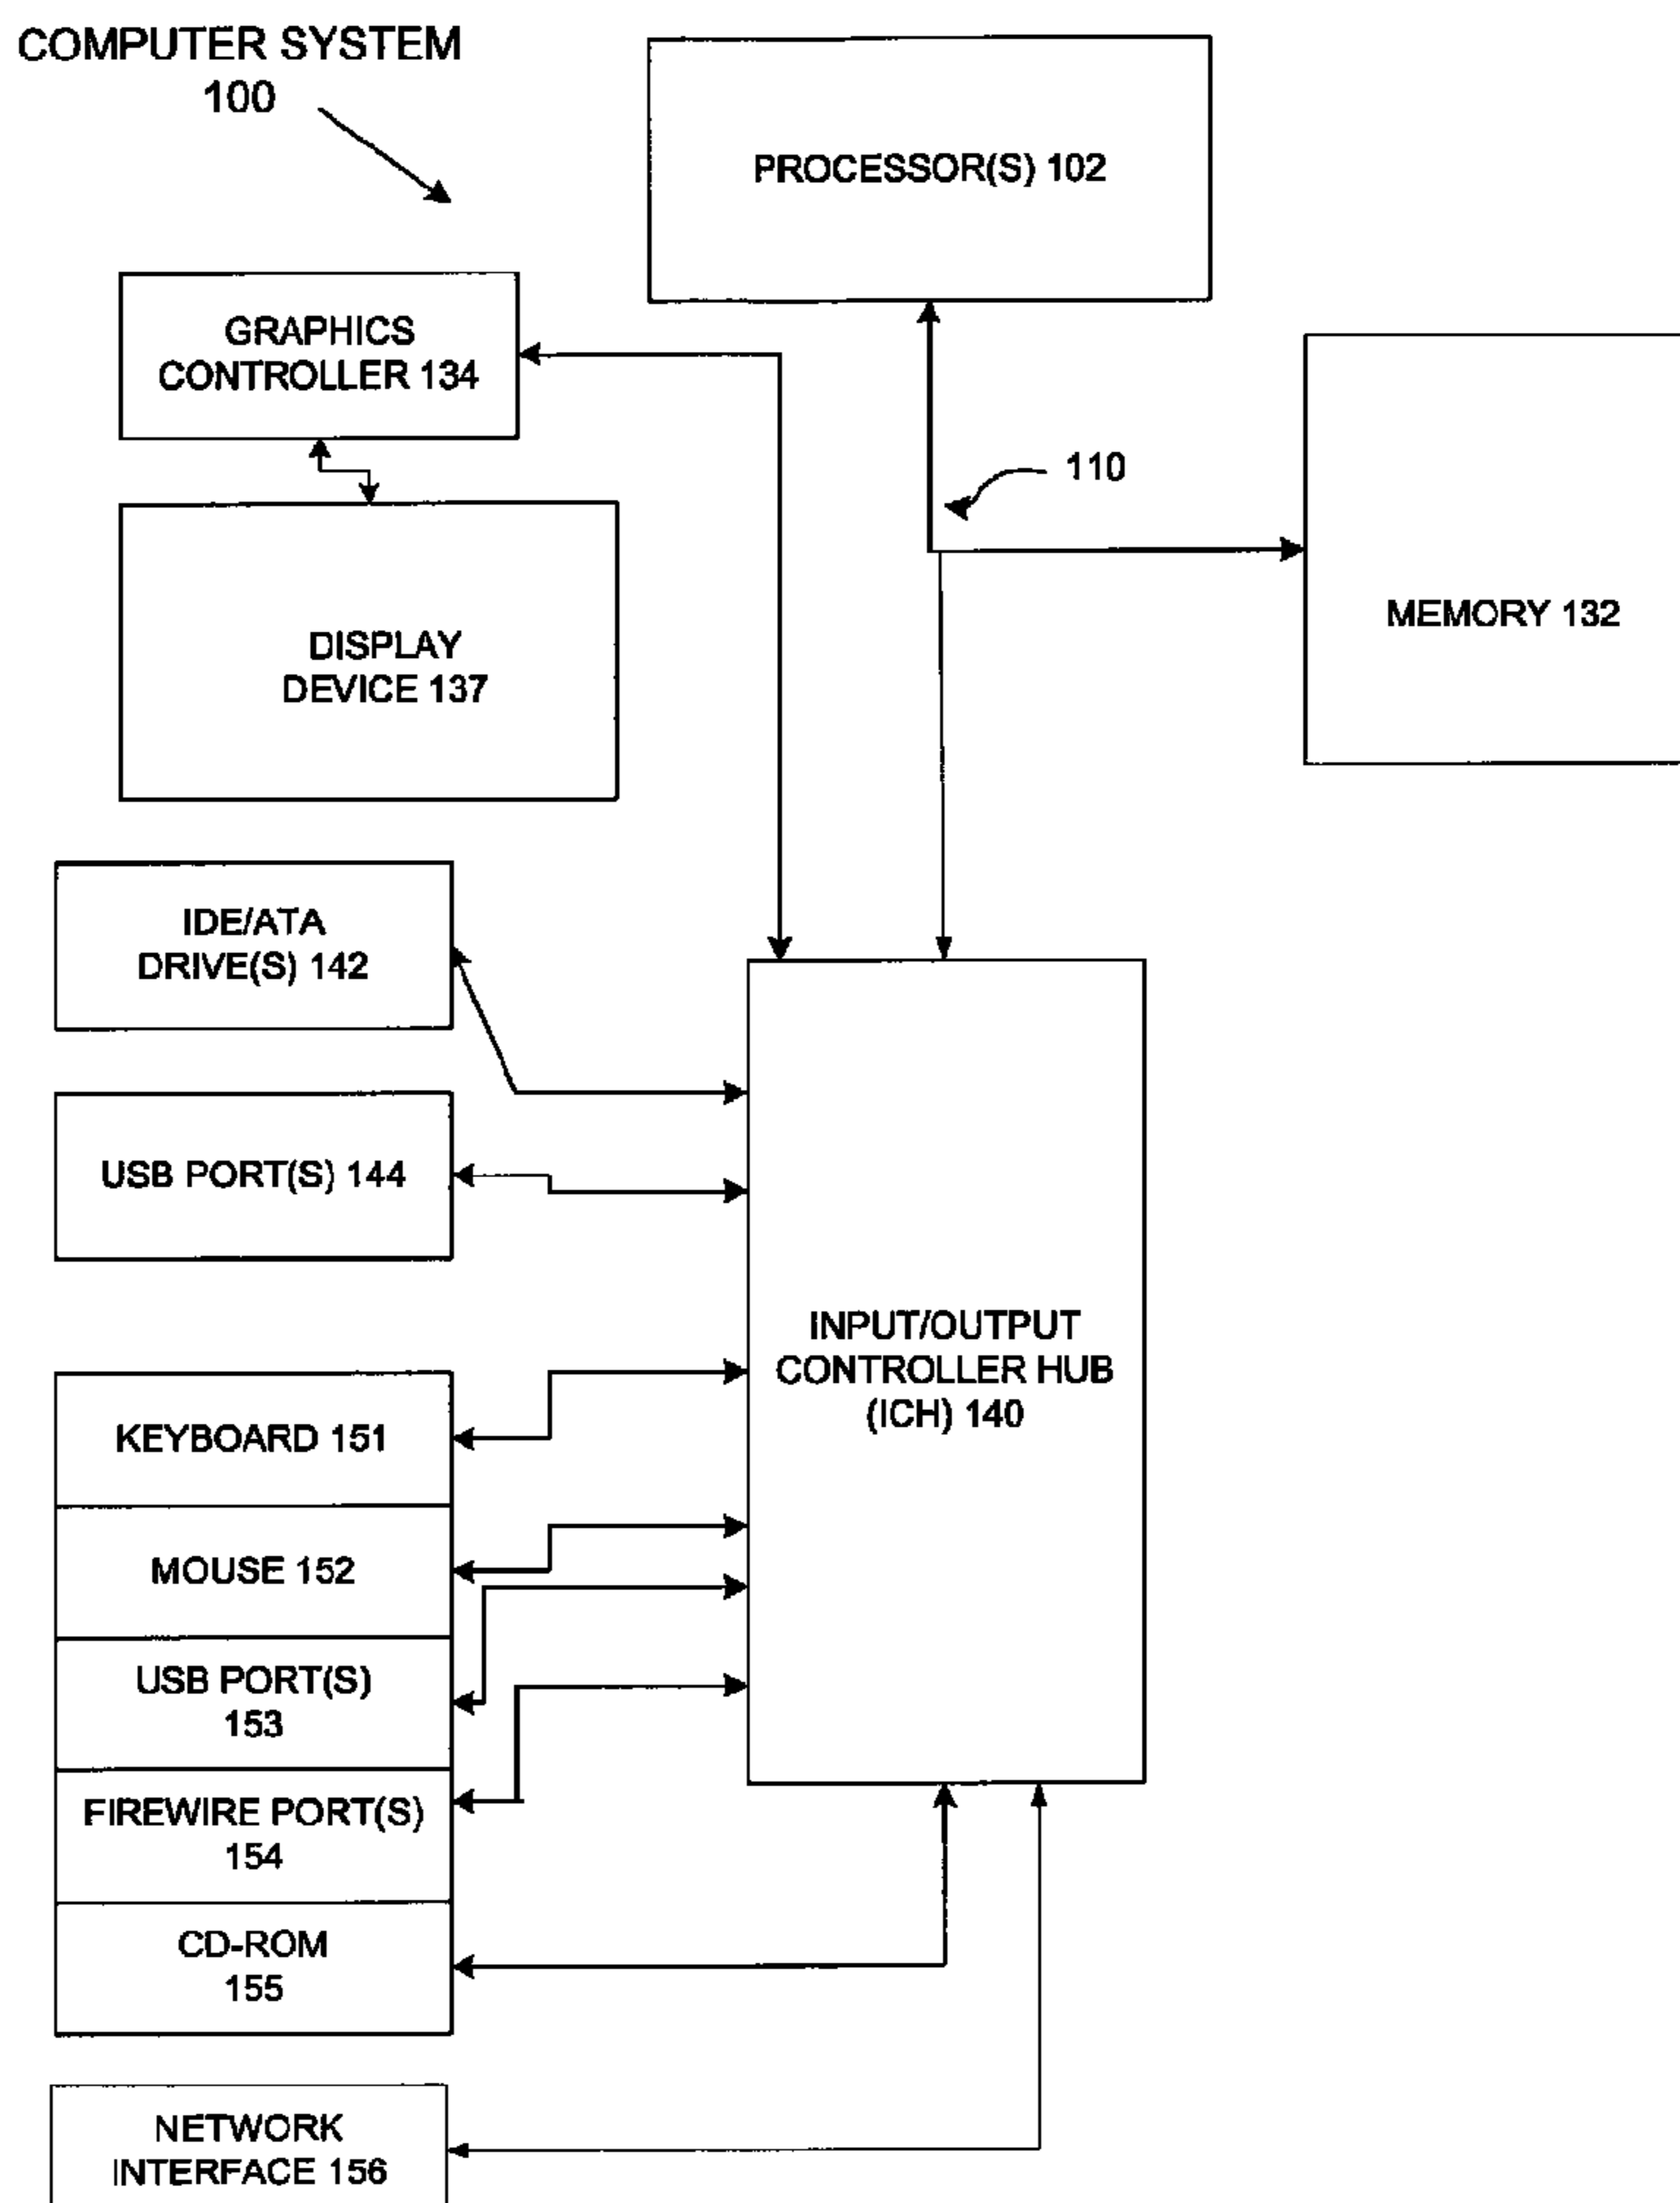 COMPUTER SYSTEM
100
PROCESSOR(S) 102
GRAPHICS
CONTROLLER 134
110
MEMORY 132
DISPLAY
DEVICE 137
IDE/ATA
DRIVE(S) 142
USB PORT(S) 144
INPUT/OUTPUT
CONTROLLER HUB
(ICH) 140
KEYBOARD 151
MOUSE 152
USB PORT(S)
153
FIREWIRE PORT(S)
154
CD-ROM
155
NETWORK
INTERFACE 156